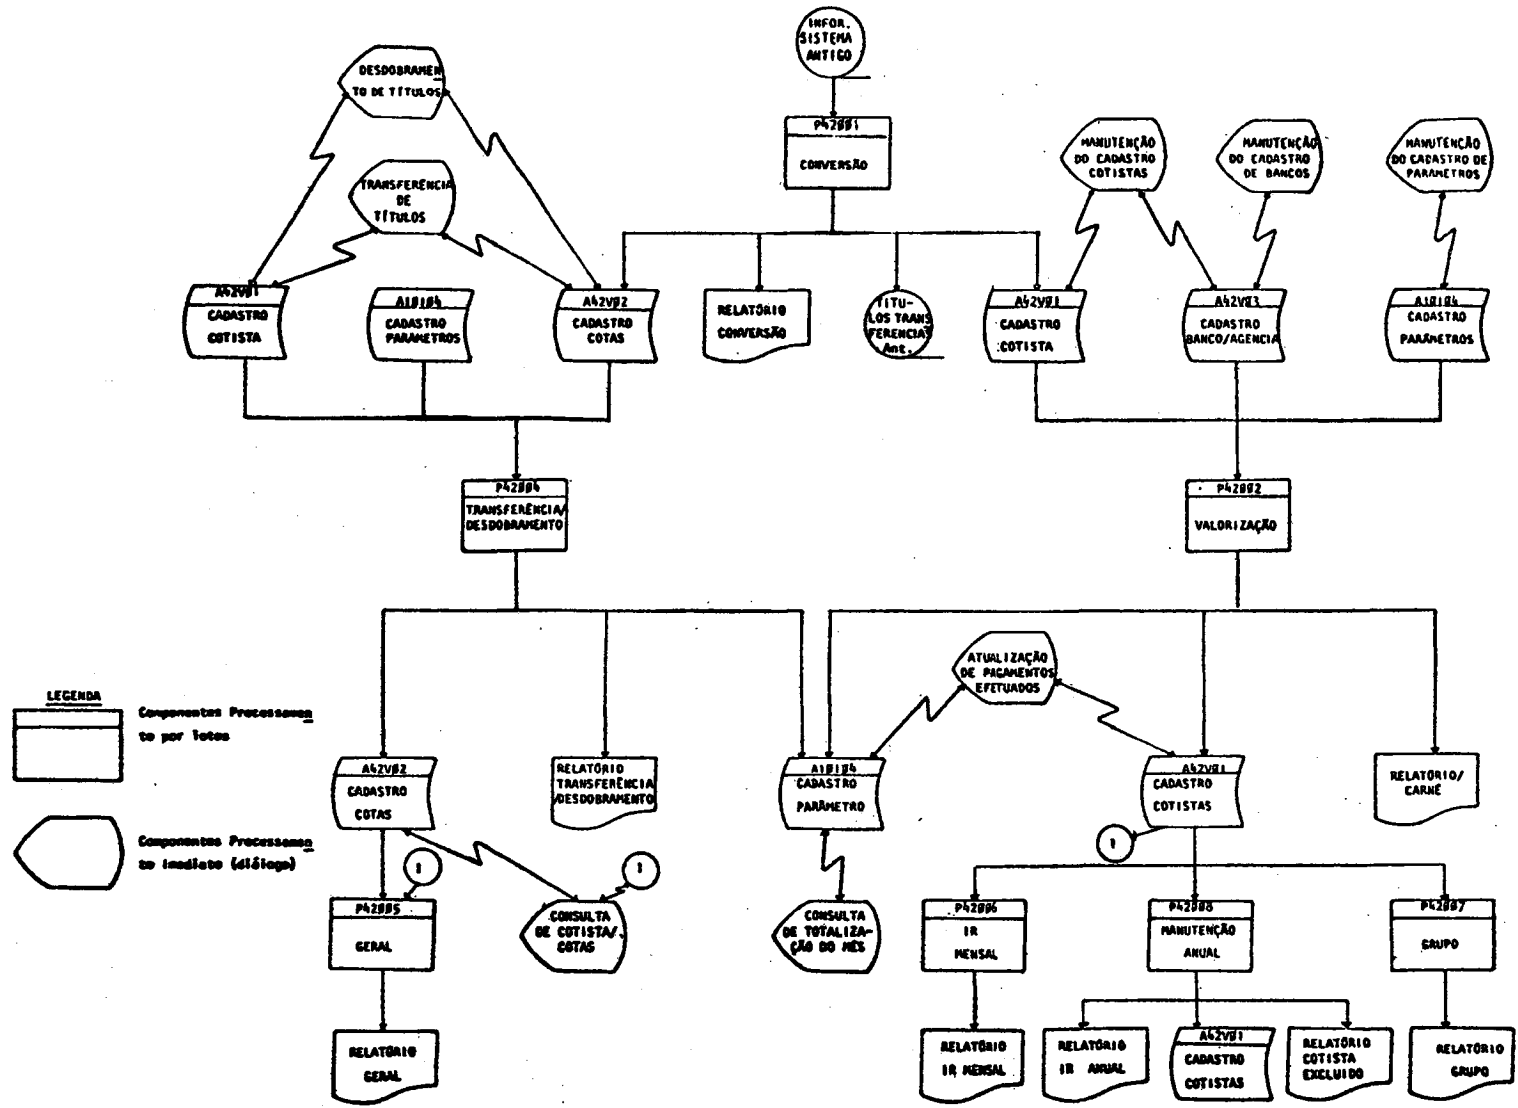 INFOR.
SISTEMA
ANTIGO
DESDOBRAMEN
TO DE TÍTULOS
P42001
CONVERSÃO
MANUTENÇÃO
DO CADASTRO
COTISTAS
MANUTENÇÃO
DO CADASTRO
DE BANCOS
MANUTENÇÃO
DO CADASTRO DE
PARAMETROS
TRANSFERÊNCIA
DE
TÍTULOS
A42V01
CADASTRO
COTISTA
A10104
CADASTRO
PARAMETROS
A42V02
CADASTRO
COTAS
RELATÓRIO
CONVERSÃO
TÍTU-
LOS TRANS
FERENCIAS
Ant.
A42V01
CADASTRO
COTISTA
A42V03
CADASTRO
BANCO/AGENCIA
A10104
CADASTRO
PARÂMETROS
P42004
TRANSFERÊNCIA/
DESDOBRAMENTO
P42002
VALORIZAÇÃO
ATUALIZAÇÃO
DE PAGAMENTOS
EFETUADOS
LEGENDA
Componentes Processamen
to por lotes
Componentes Processamen
to imediato (diálogo)
A42V02
CADASTRO
COTAS
RELATÓRIO
TRANSFERÊNCIA
/DESDOBRAMENTO
A10104
CADASTRO
PARÂMETRO
A42V01
CADASTRO
COTISTAS
RELATÓRIO/
CARNÊ
1
1
1
P42005
GERAL
CONSULTA
DE COTISTA/
COTAS
CONSULTA
DE TOTALIZA-
ÇÃO DO MÊS
P42006
IR
MENSAL
P42008
MANUTENÇÃO
ANUAL
P42007
GRUPO
RELATÓRIO
GERAL
RELATÓRIO
IR MENSAL
RELATÓRIO
IR ANUAL
A42V01
CADASTRO
COTISTAS
RELATÓRIO
COTISTA
EXCLUIDO
RELATÓRIO
GRUPO